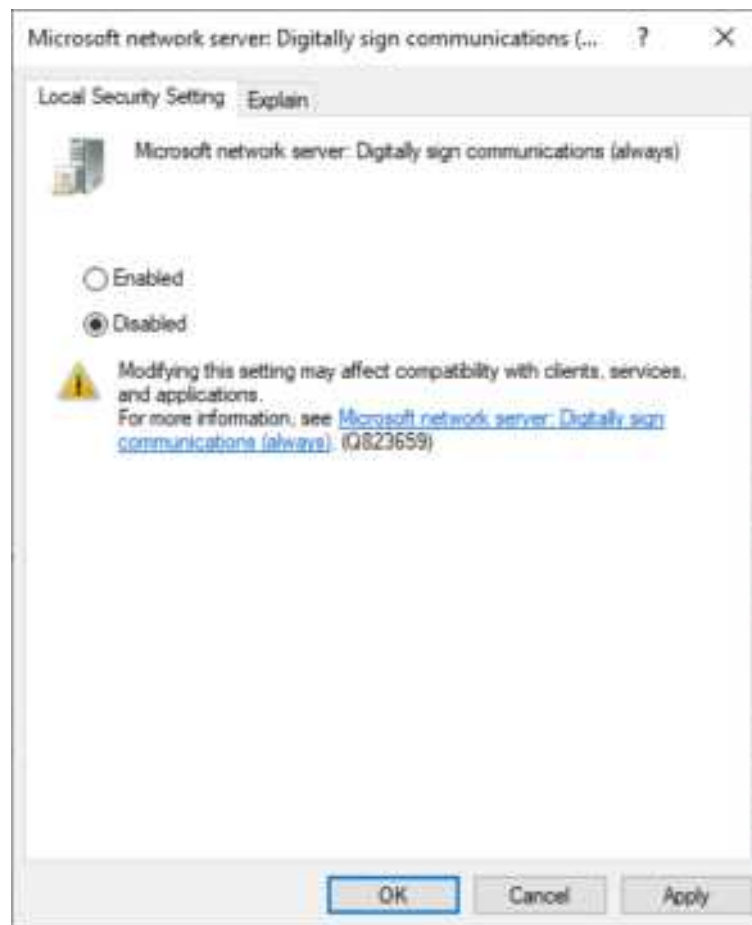 Microsoft network server: Digitally sign communications (... ? ×
Local Security Setting Explain
Microsoft network server: Digitally sign communications (always)
Enabled
Disabled
Modifying this setting may affect compatibility with clients, services,
and applications.
For more information, see Microsoft network server: Digitally sign
communications (always). (Q823659)
OK Cancel Apply